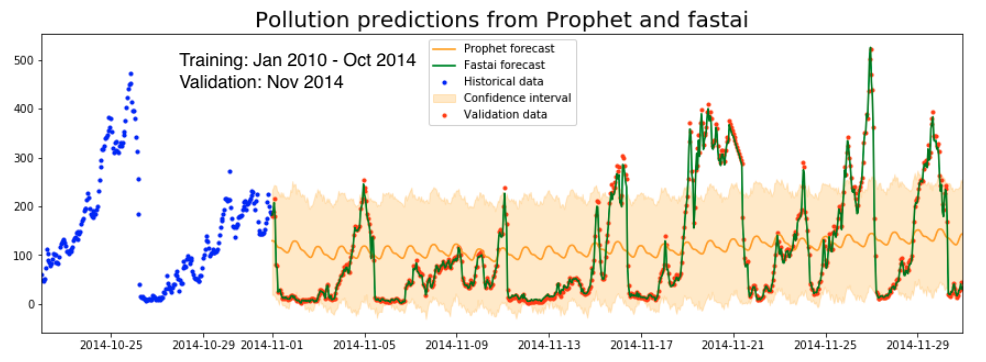 Pollution predictions from Prophet and fastai
Training: Jan 2010 - Oct 2014
Validation: Nov 2014
Prophet forecast
Fastai forecast
Historical data
Confidence interval
Validation data
500
400
300
200
100
0
2014-10-25 2014-10-29 2014-11-01 2014-11-05 2014-11-09 2014-11-13 2014-11-17 2014-11-21 2014-11-25 2014-11-29